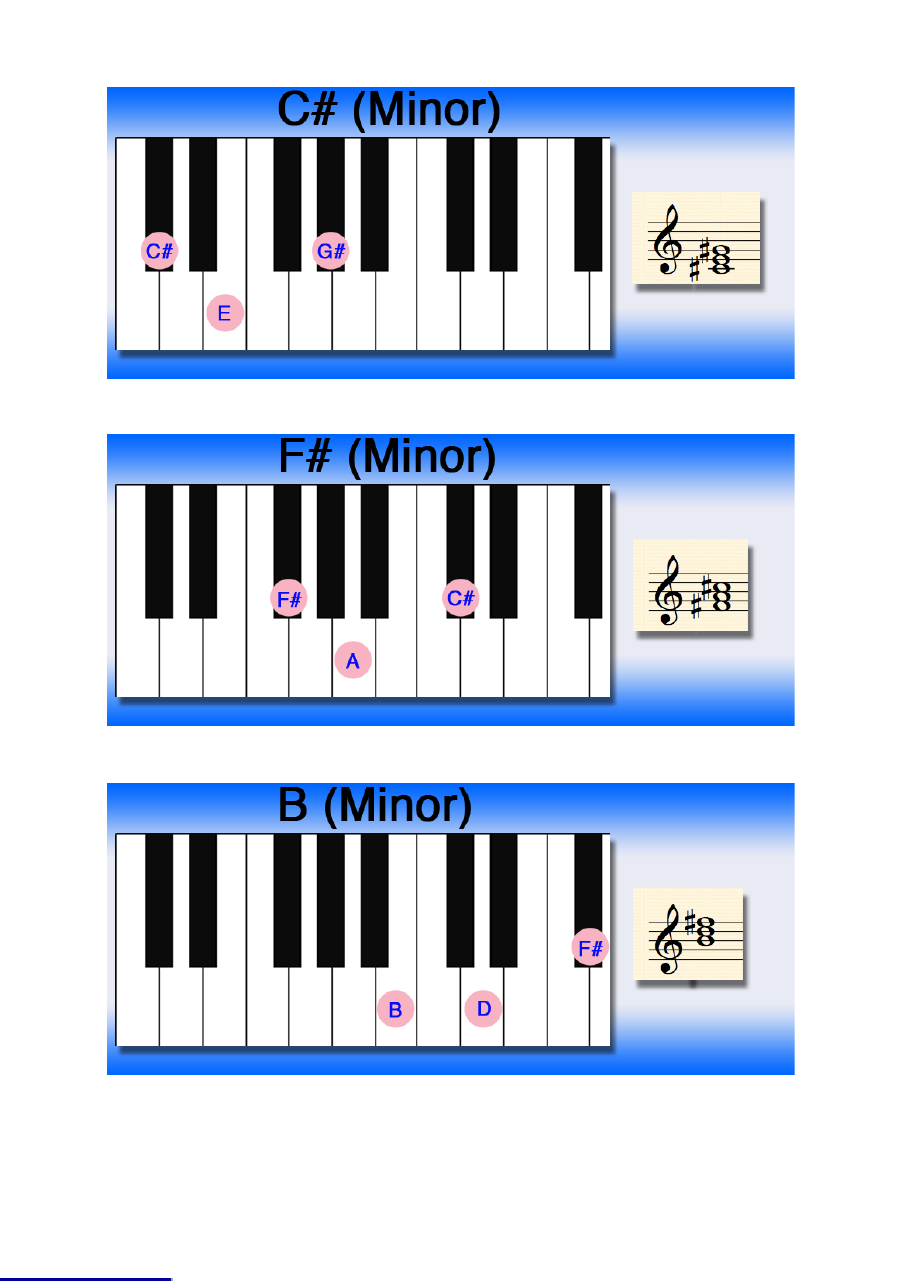 C# (Minor)
C#
G#
E
F# (Minor)
F#
C#
A
B (Minor)
F#
B
D